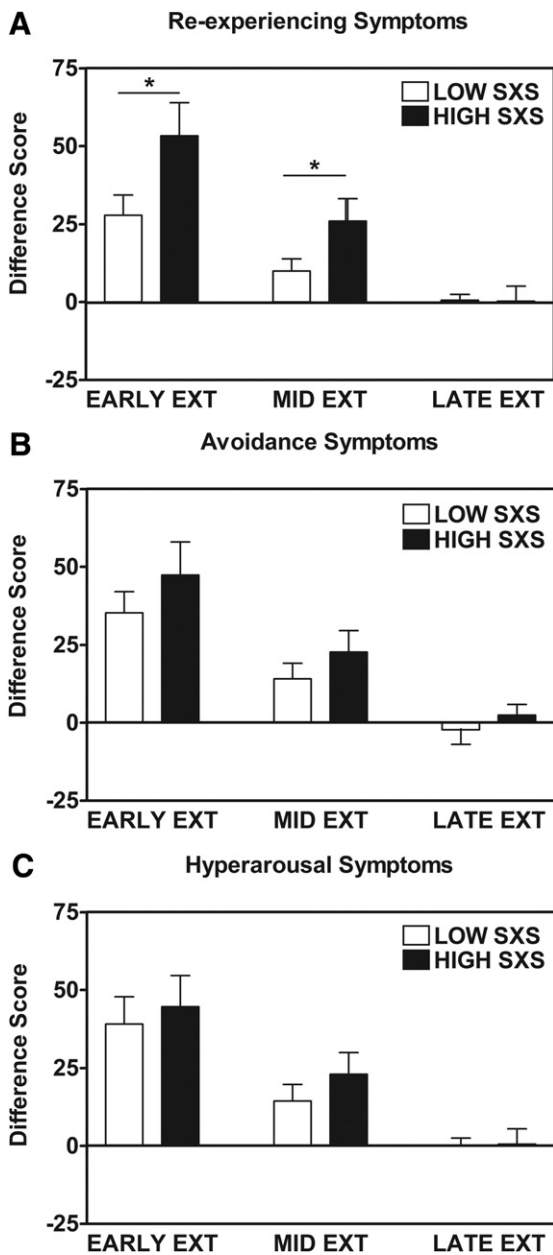 A
Re-experiencing Symptoms
75
50
25
0
-25
Difference Score
*
*
LOW SXS
HIGH SXS
EARLY EXT MID EXT LATE EXT
B
Avoidance Symptoms
75
50
25
0
-25
Difference Score
LOW SXS
HIGH SXS
EARLY EXT MID EXT LATE EXT
C
Hyperarousal Symptoms
75
50
25
0
-25
Difference Score
LOW SXS
HIGH SXS
EARLY EXT MID EXT LATE EXT